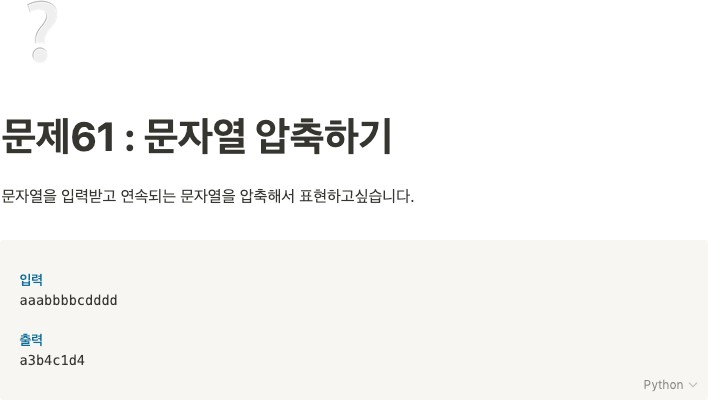 ❔
문제61 : 문자열 압축하기
문자열을 입력받고 연속되는 문자열을 압축해서 표현하고싶습니다.
입력
aaabbbbcdddd
출력
a3b4c1d4
Python